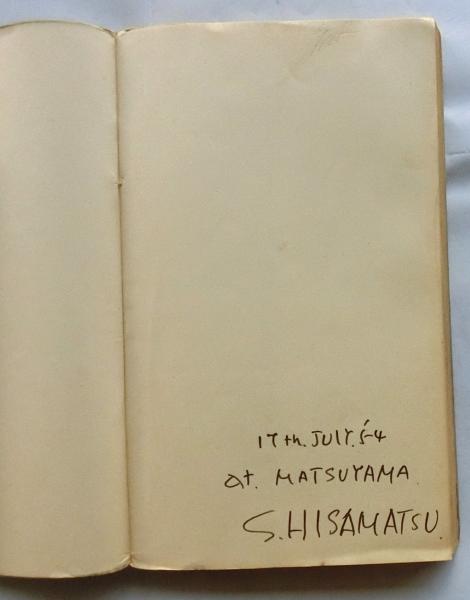 17th. JULY. '54
at. MATSUYAMA.
S. HISAMATSU.